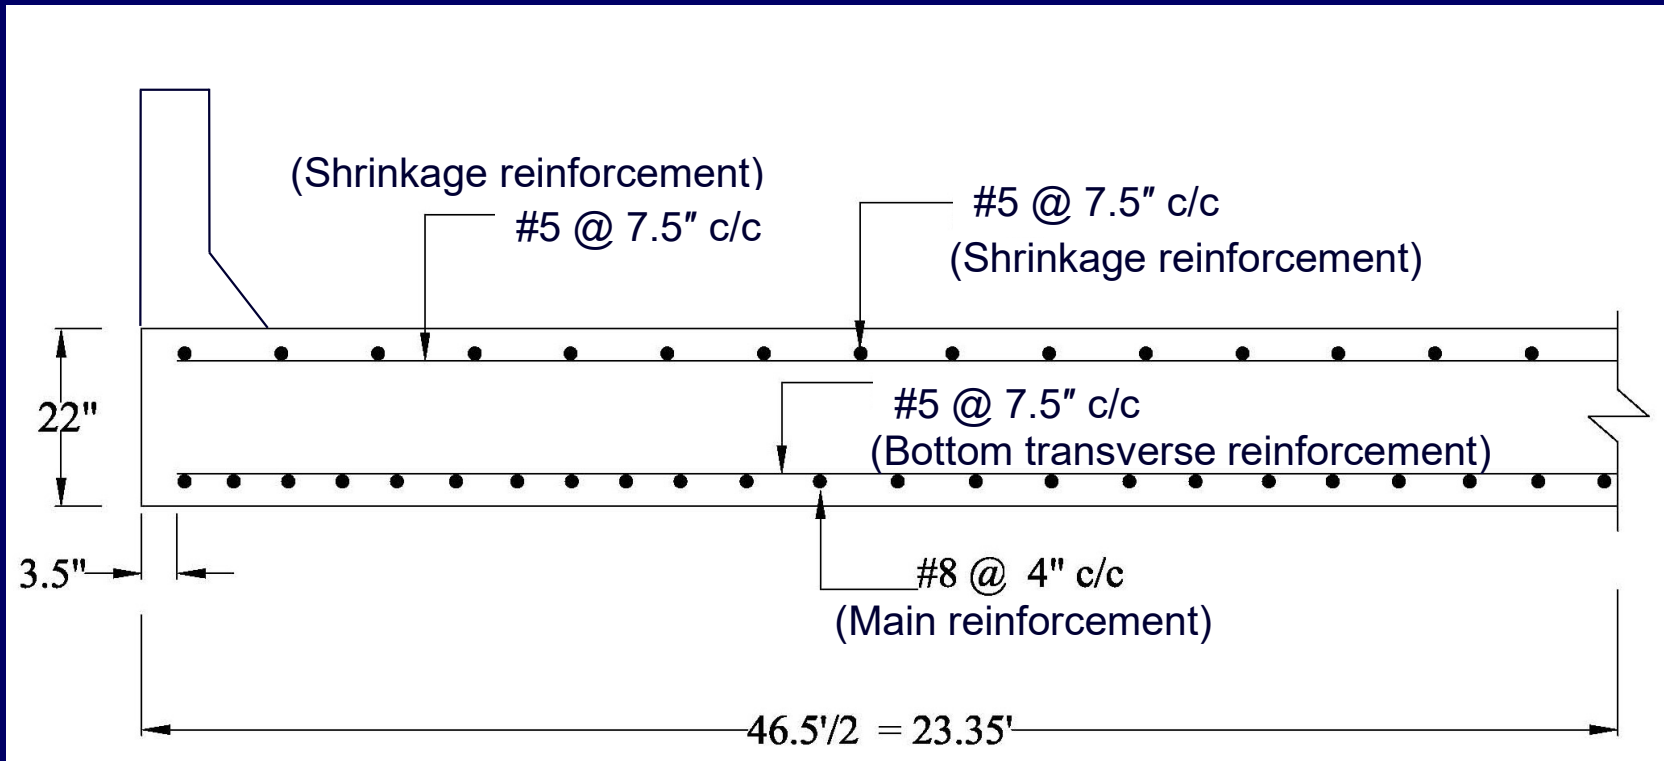 (Shrinkage reinforcement)
#5 @ 7.5″ c/c
#5 @ 7.5″ c/c
(Shrinkage reinforcement)
22"
#5 @ 7.5″ c/c
(Bottom transverse reinforcement)
3.5"
#8 @ 4" c/c
(Main reinforcement)
46.5'/2 = 23.35'